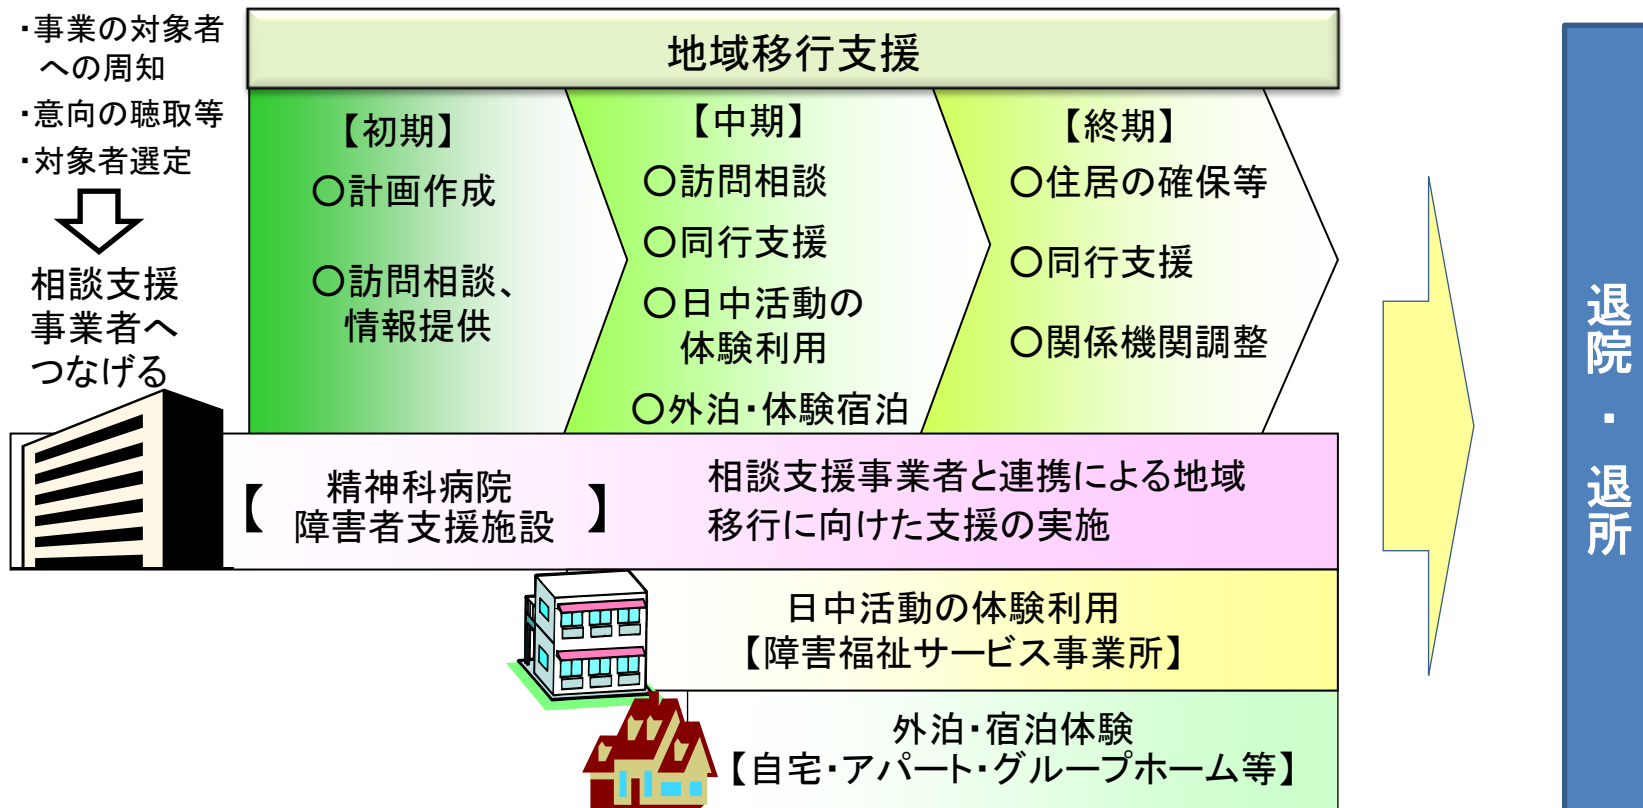 ・事業の対象者
への周知
・意向の聴取等
・対象者選定
相談支援
事業者へ
つなげる
地域移行支援
【初期】
○計画作成
○訪問相談、
情報提供
【中期】
○訪問相談
○同行支援
○日中活動の
体験利用
○外泊・体験宿泊
【終期】
○住居の確保等
○同行支援
○関係機関調整
【 精神科病院
障害者支援施設 】
相談支援事業者と連携による地域
移行に向けた支援の実施
日中活動の体験利用
【障害福祉サービス事業所】
外泊・宿泊体験
【自宅・アパート・グループホーム等】
退院・退所